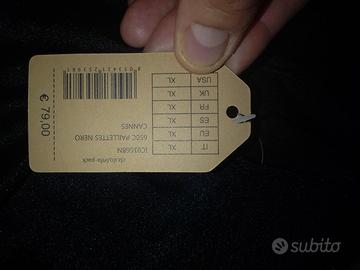 650C PAILLETTES NERO
CANNES
IT XL
EU XL
ES XL
FR XL
UK XL
USA XL
€ 79,00
subito